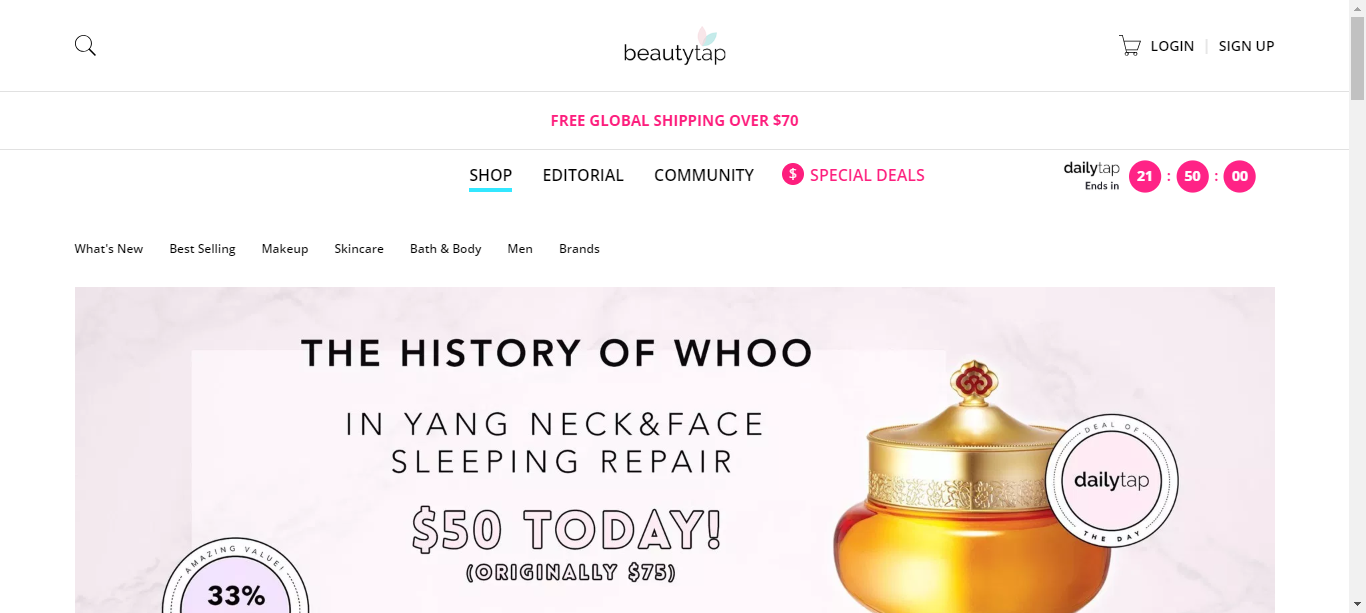 beautytap
LOGIN | SIGN UP
FREE GLOBAL SHIPPING OVER $70
SHOP EDITORIAL COMMUNITY $ SPECIAL DEALS
dailytap
Ends in
21 : 50 : 00
What's New Best Selling Makeup Skincare Bath & Body Men Brands
THE HISTORY OF WHOO
IN YANG NECK&FACE
SLEEPING REPAIR
$50 TODAY!
(ORIGINALLY $75)
DEAL OF
dailytap
THE DAY
AMAZING VALUE!
33%